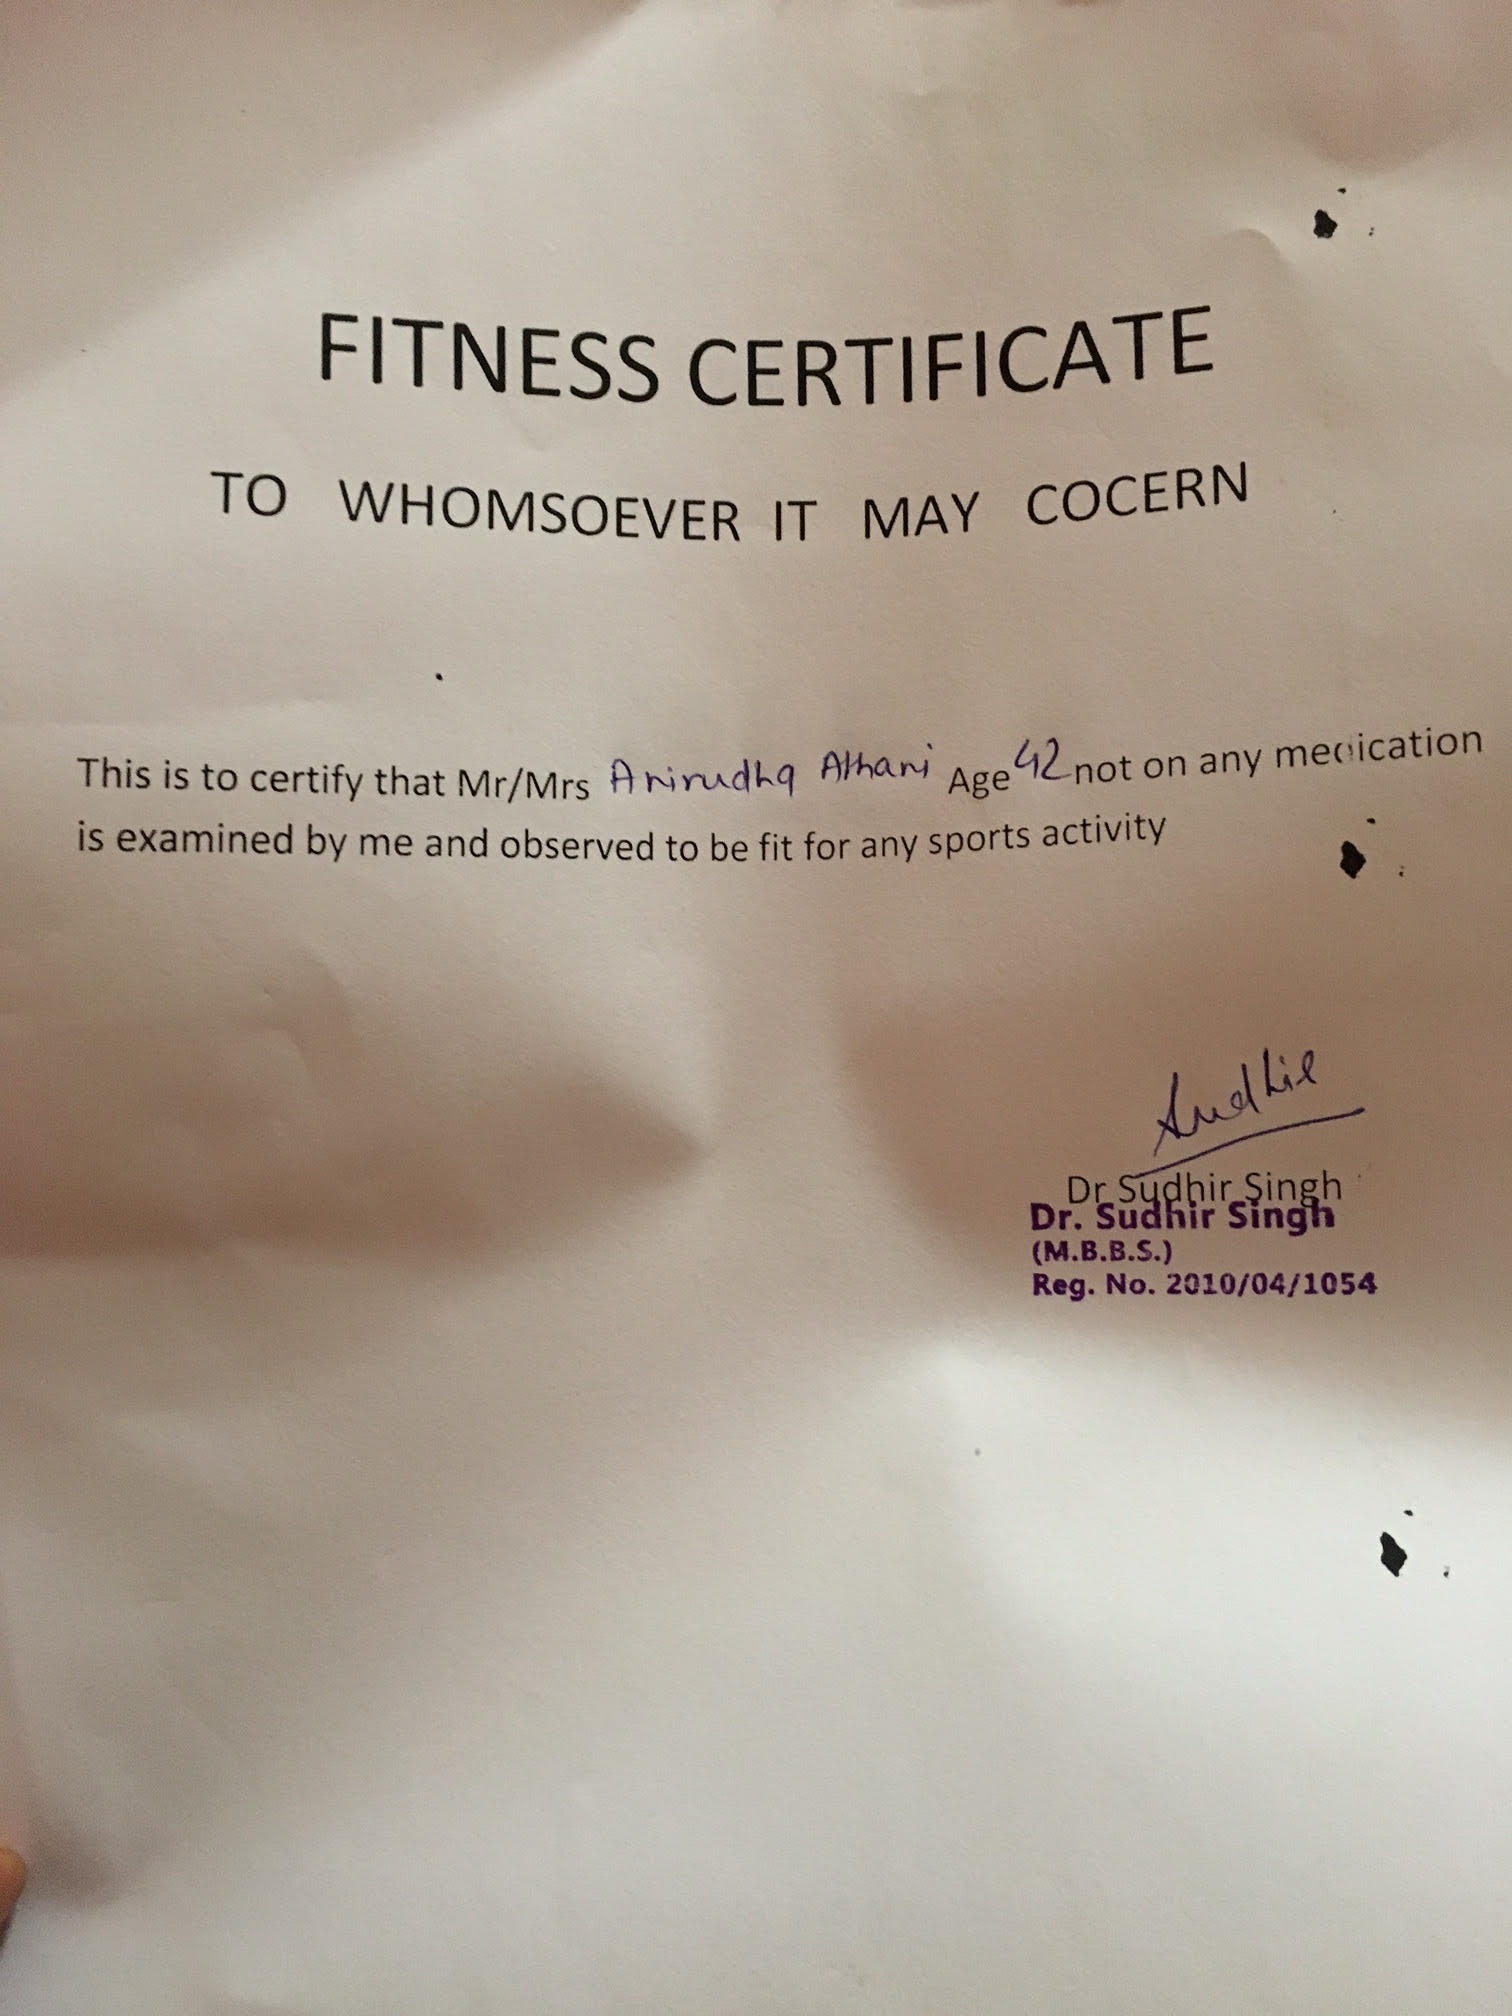 FITNESS CERTIFICATE
TO WHOMSOEVER IT MAY COCERN
This is to certify that Mr/Mrs Anirudha Athani Age 42 not on any medication
is examined by me and observed to be fit for any sports activity
Sudhir
Dr Sudhir Singh
Dr. Sudhir Singh
(M.B.B.S.)
Reg. No. 2010/04/1054